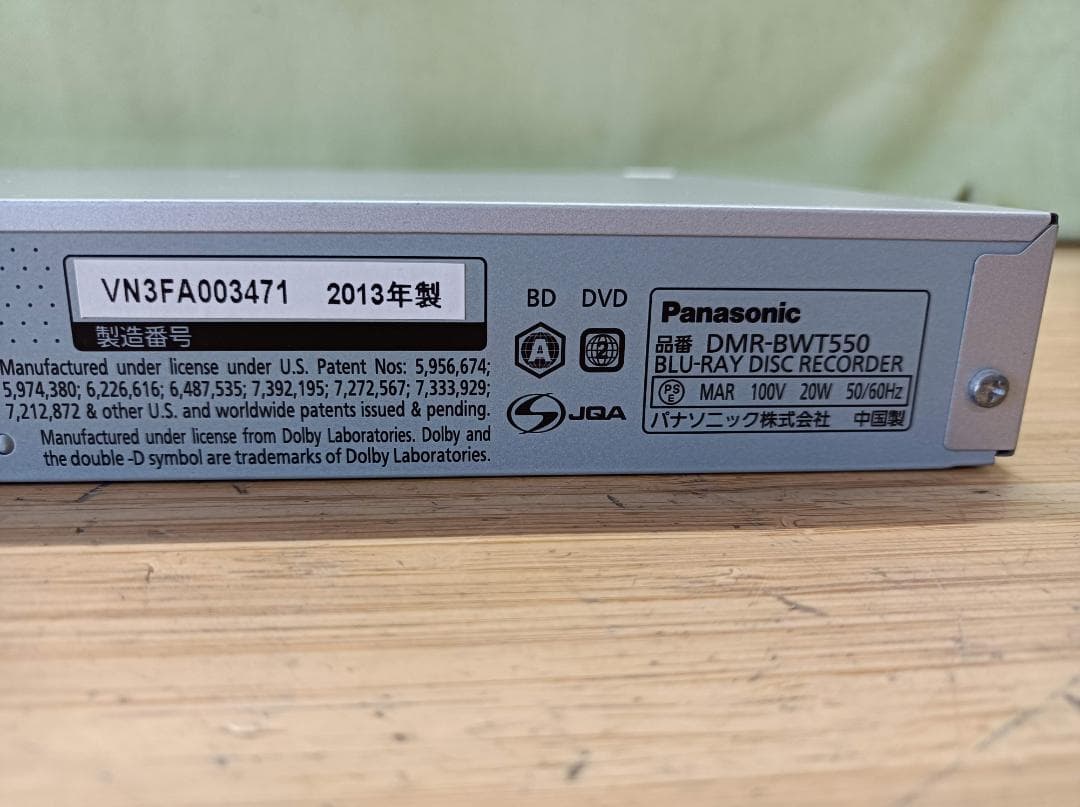 VN3FA003471 2013年製
製造番号
Manufactured under license under U.S. Patent Nos: 5,956,674;
5,974,380; 6,226,616; 6,487,535; 7,392,195; 7,272,567; 7,333,929;
7,212,872 & other U.S. and worldwide patents issued & pending.
Manufactured under license from Dolby Laboratories. Dolby and
the double -D symbol are trademarks of Dolby Laboratories.
BD DVD
A 2
JQA
Panasonic
品番 DMR-BWT550
BLU-RAY DISC RECORDER
PS E MAR 100V 20W 50/60Hz
パナソニック株式会社 中国製